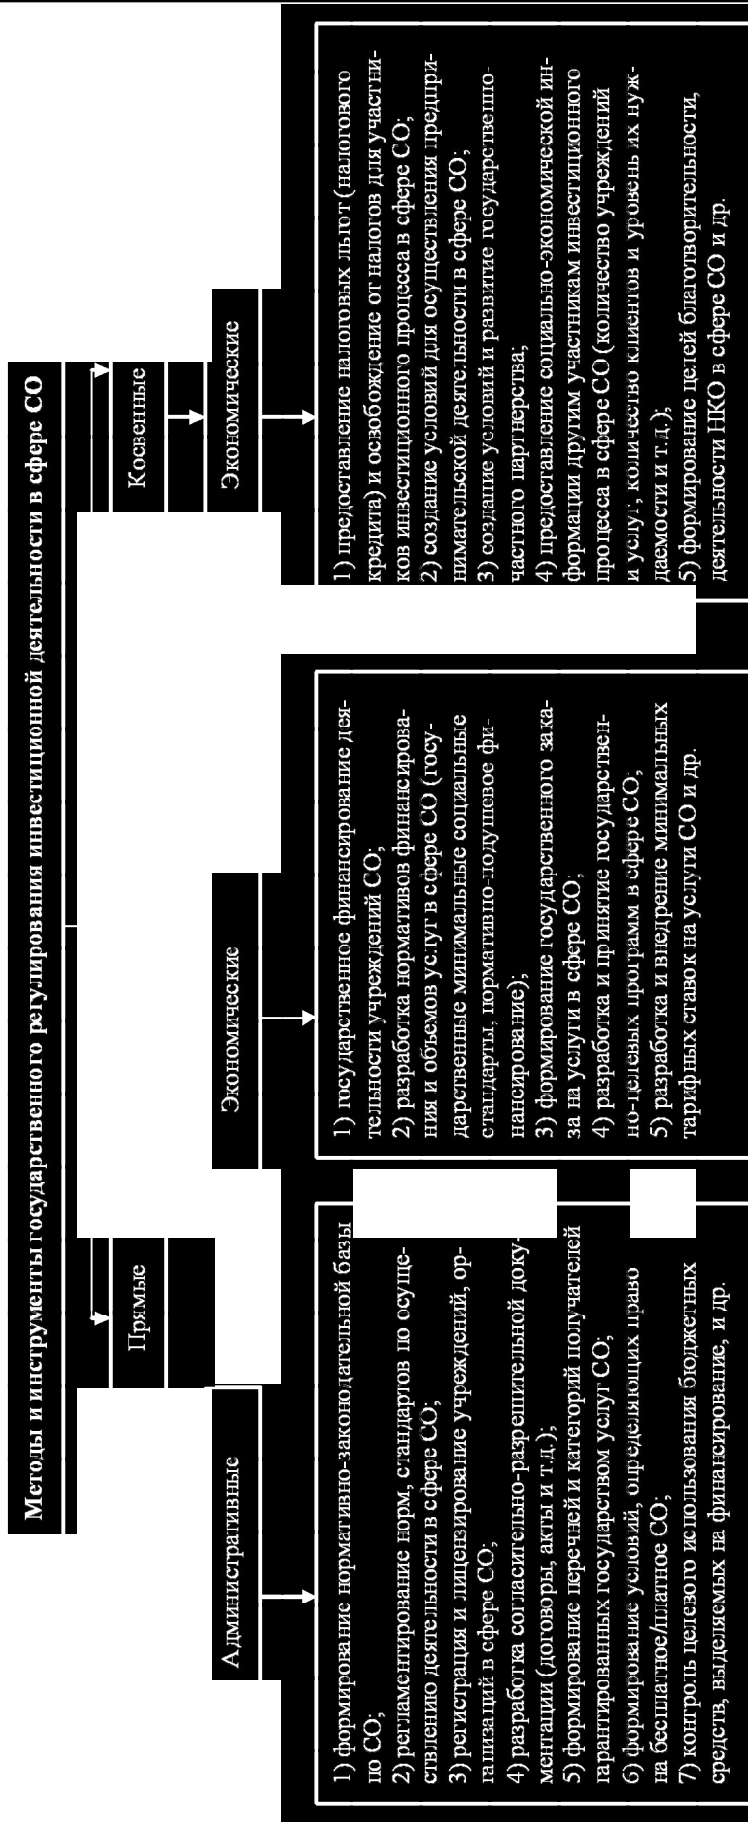 Методы и инструменты государственного регулирования инвестиционной деятельности в сфере СО
Прямые
Косвенные
Административные
Экономические
Экономические
1) формирование нормативно-законодательной базы
по СО;
2) регламентирование норм, стандартов по осуще-
ствлению деятельности в сфере СО;
3) регистрация и лицензирование учреждений, ор-
ганизаций в сфере СО;
4) разработка согласительно-разрешительной доку-
ментации (договоры, акты и т.д.);
5) формирование перечней и категорий получателей
гарантированных государством услуг СО;
6) формирование условий, определяющих право
на бесплатное/платное СО;
7) контроль целевого использования бюджетных
средств, выделяемых на финансирование, и др.
1) государственное финансирование дея-
тельности учреждений СО;
2) разработка нормативов финансирова-
ния и объемов услуг в сфере СО (госу-
дарственные минимальные социальные
стандарты, нормативно-подушевое фи-
нансирование);
3) формирование государственного зака-
за на услуги в сфере СО;
4) разработка и принятие государствен-
но-целевых программ в сфере СО;
5) разработка и внедрение минимальных
тарифных ставок на услуги СО и др.
1) предоставление налоговых льгот (налогового
кредита) и освобождение от налогов для участни-
ков инвестиционного процесса в сфере СО;
2) создание условий для осуществления предпри-
нимательской деятельности в сфере СО;
3) создание условий и развитие государственно-
частного партнерства;
4) предоставление социально-экономической ин-
формации другим участникам инвестиционного
процесса в сфере СО (количество учреждений
и услуг, количество клиентов и уровень их нуж-
даемости и т.д.);
5) формирование целей благотворительности,
деятельности НКО в сфере СО и др.